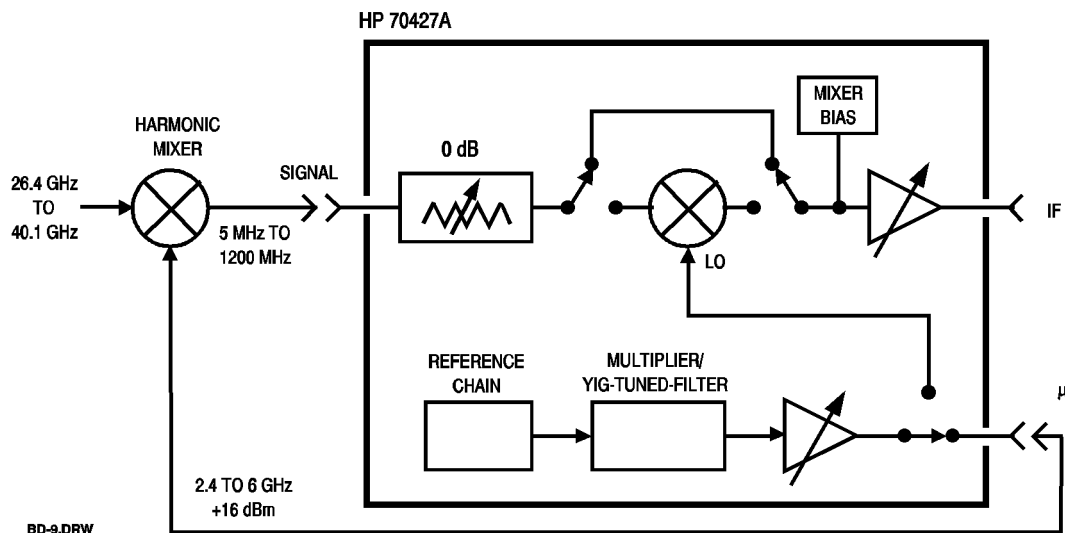 HP 70427A
HARMONIC
MIXER
26.4 GHz
TO
40.1 GHz
SIGNAL
5 MHz TO
1200 MHz
0 dB
MIXER
BIAS
LO
IF
REFERENCE
CHAIN
MULTIPLIER/
YIG-TUNED-FILTER
μ
2.4 TO 6 GHz
+16 dBm
BD-9.DRW